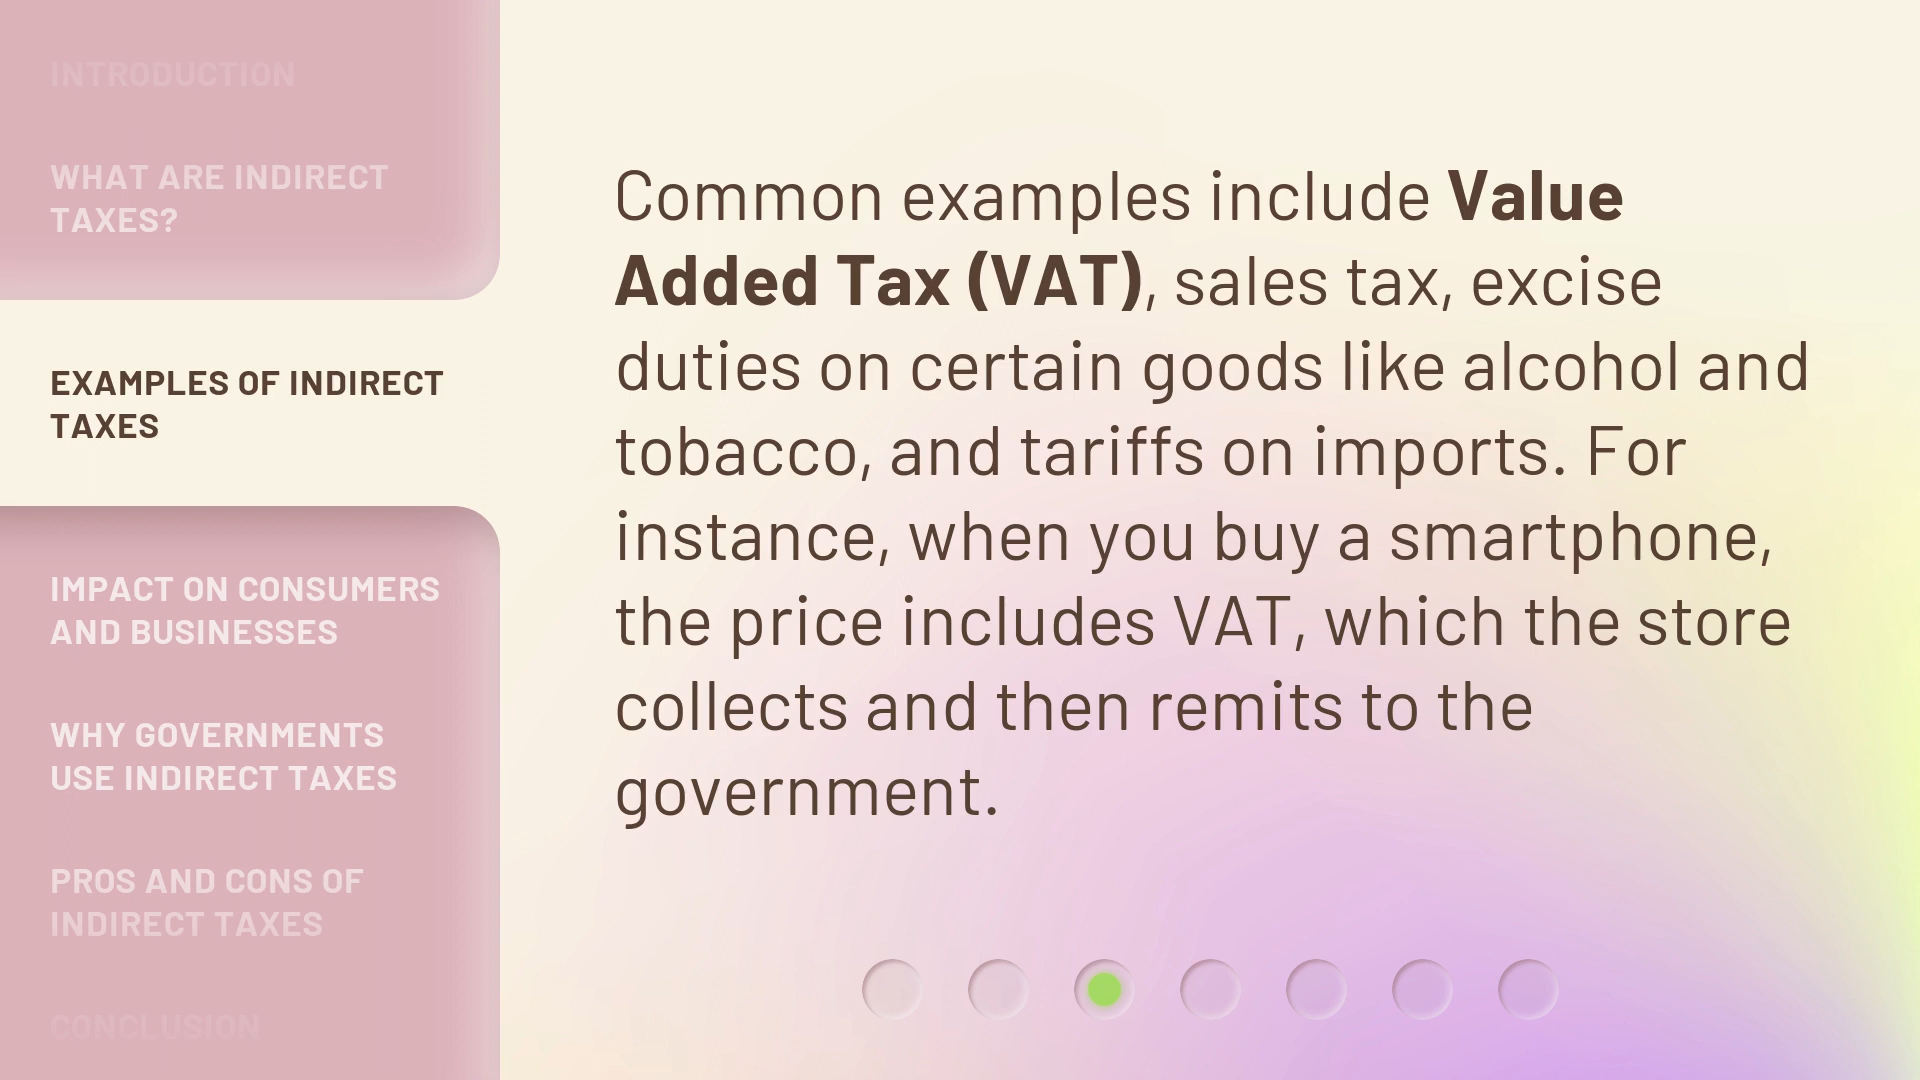 INTRODUCTION
WHAT ARE INDIRECT
TAXES?
EXAMPLES OF INDIRECT
TAXES
IMPACT ON CONSUMERS
AND BUSINESSES
WHY GOVERNMENTS
USE INDIRECT TAXES
PROS AND CONS OF
INDIRECT TAXES
CONCLUSION
Common examples include Value
Added Tax (VAT), sales tax, excise
duties on certain goods like alcohol and
tobacco, and tariffs on imports. For
instance, when you buy a smartphone,
the price includes VAT, which the store
collects and then remits to the
government.